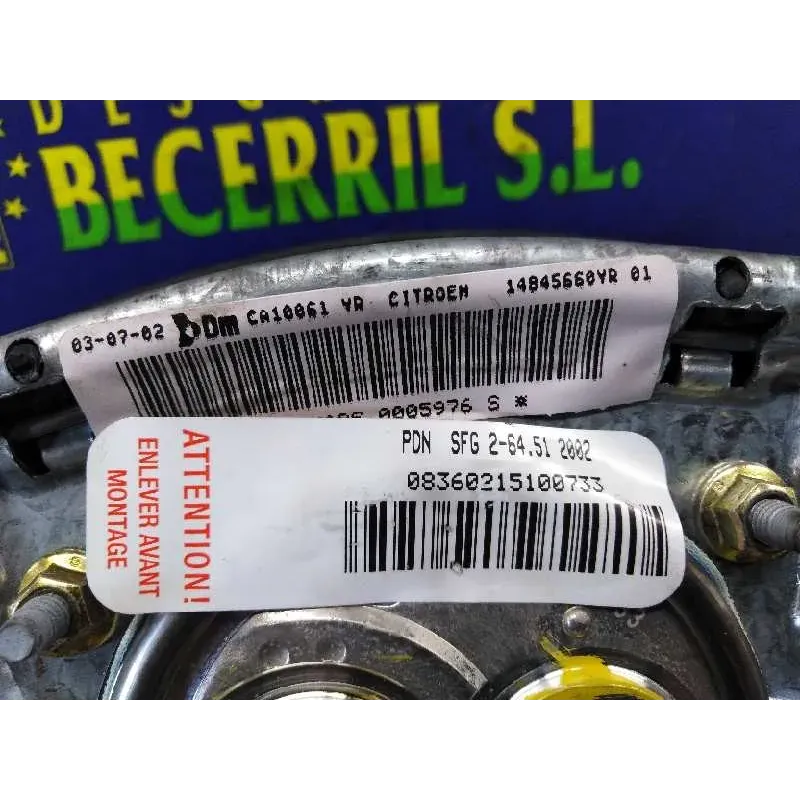 BECERRIL S.L.
03-07-02 Dm CA10061 YR CITROEN 14845660YR 01
0005976 S *
ATTENTION!
ENLEVER AVANT
MONTAGE
PDN SFG 2-64.51 2002
08360215100733